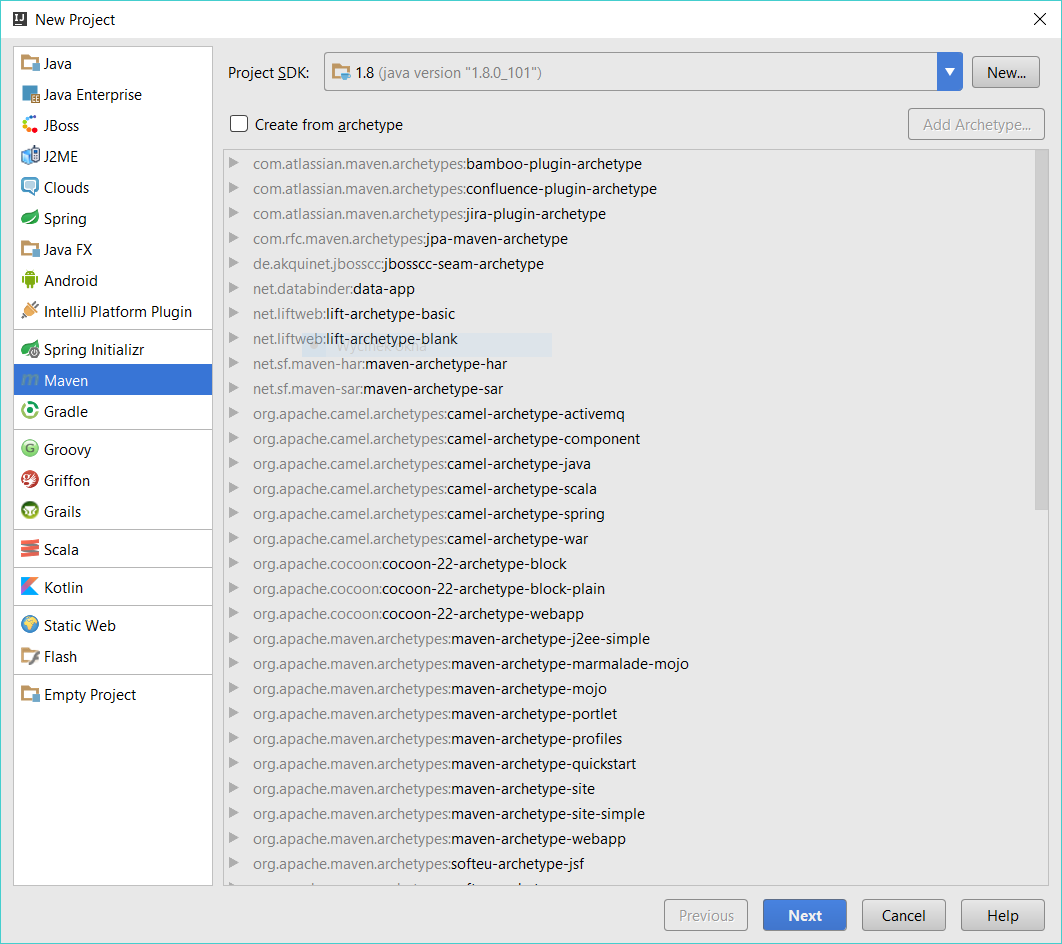 New Project
Java
Java Enterprise
JBoss
J2ME
Clouds
Spring
Java FX
Android
IntelliJ Platform Plugin
Spring Initializr
Maven
Gradle
Groovy
Griffon
Grails
Scala
Kotlin
Static Web
Flash
Empty Project
Project SDK: 1.8 (java version "1.8.0_101") New...
Create from archetype Add Archetype...
com.atlassian.maven.archetypes:bamboo-plugin-archetype
com.atlassian.maven.archetypes:confluence-plugin-archetype
com.atlassian.maven.archetypes:jira-plugin-archetype
com.rfc.maven.archetypes:jpa-maven-archetype
de.akquinet.jbosscc:jbosscc-seam-archetype
net.databinder:data-app
net.liftweb:lift-archetype-basic
net.liftweb:lift-archetype-blank
net.sf.maven-har:maven-archetype-har
net.sf.maven-sar:maven-archetype-sar
org.apache.camel.archetypes:camel-archetype-activemq
org.apache.camel.archetypes:camel-archetype-component
org.apache.camel.archetypes:camel-archetype-java
org.apache.camel.archetypes:camel-archetype-scala
org.apache.camel.archetypes:camel-archetype-spring
org.apache.camel.archetypes:camel-archetype-war
org.apache.cocoon:cocoon-22-archetype-block
org.apache.cocoon:cocoon-22-archetype-block-plain
org.apache.cocoon:cocoon-22-archetype-webapp
org.apache.maven.archetypes:maven-archetype-j2ee-simple
org.apache.maven.archetypes:maven-archetype-marmalade-mojo
org.apache.maven.archetypes:maven-archetype-mojo
org.apache.maven.archetypes:maven-archetype-portlet
org.apache.maven.archetypes:maven-archetype-profiles
org.apache.maven.archetypes:maven-archetype-quickstart
org.apache.maven.archetypes:maven-archetype-site
org.apache.maven.archetypes:maven-archetype-site-simple
org.apache.maven.archetypes:maven-archetype-webapp
org.apache.maven.archetypes:softeu-archetype-jsf
Previous Next Cancel Help